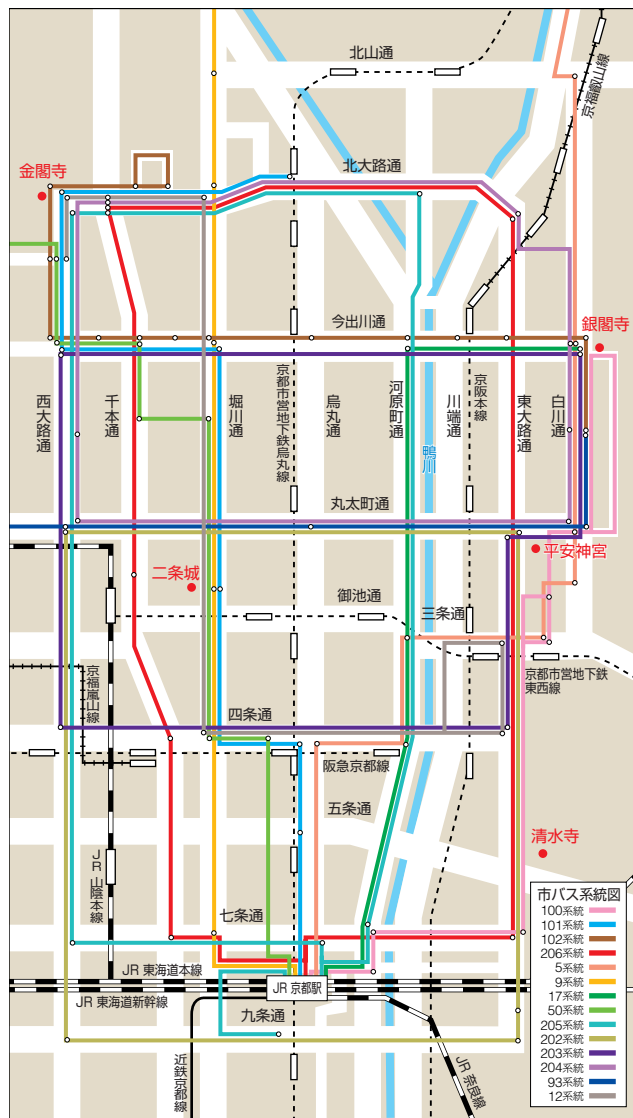 北山通
京福叡山線
金閣寺
北大路通
今出川通
銀閣寺
西大路通
千本通
堀川通
京都市営地下鉄烏丸線
烏丸通
河原町通
鴨川
川端通
京阪本線
東大路通
白川通
丸太町通
平安神宮
二条城
御池通
三条通
京都市営地下鉄
東西線
京福嵐山線
四条通
阪急京都線
五条通
清水寺
JR山陰本線
七条通
JR 東海道本線
JR 京都駅
JR 東海道新幹線
九条通
近鉄京都線
JR奈良線
市バス系統図
100系統
101系統
102系統
206系統
5系統
9系統
17系統
50系統
205系統
202系統
203系統
204系統
93系統
12系統